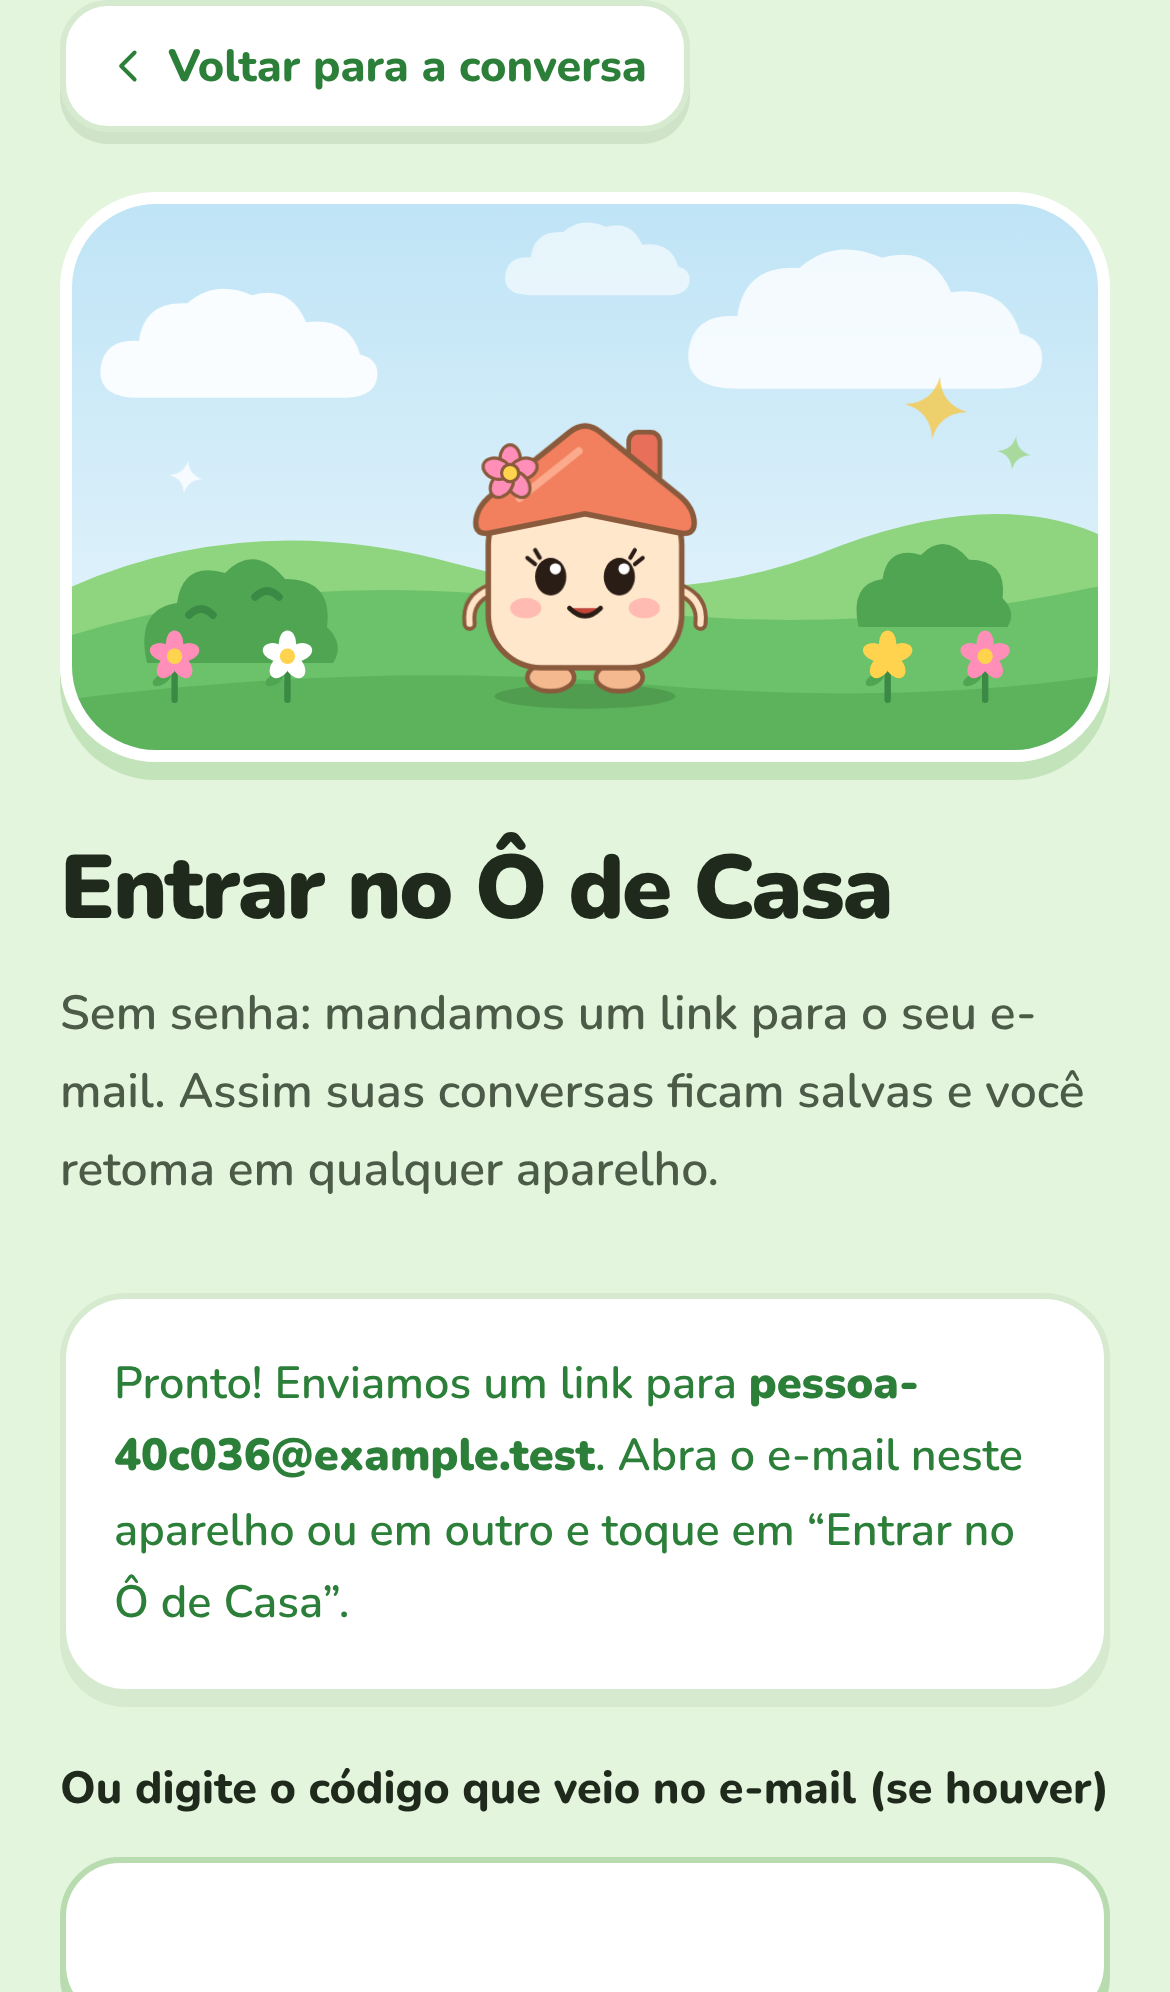 Voltar para a conversa
Entrar no Ô de Casa
Sem senha: mandamos um link para o seu e-
mail. Assim suas conversas ficam salvas e você
retoma em qualquer aparelho.
Pronto! Enviamos um link para pessoa-
40c036@example.test. Abra o e-mail neste
aparelho ou em outro e toque em “Entrar no
Ô de Casa”.
Ou digite o código que veio no e-mail (se houver)